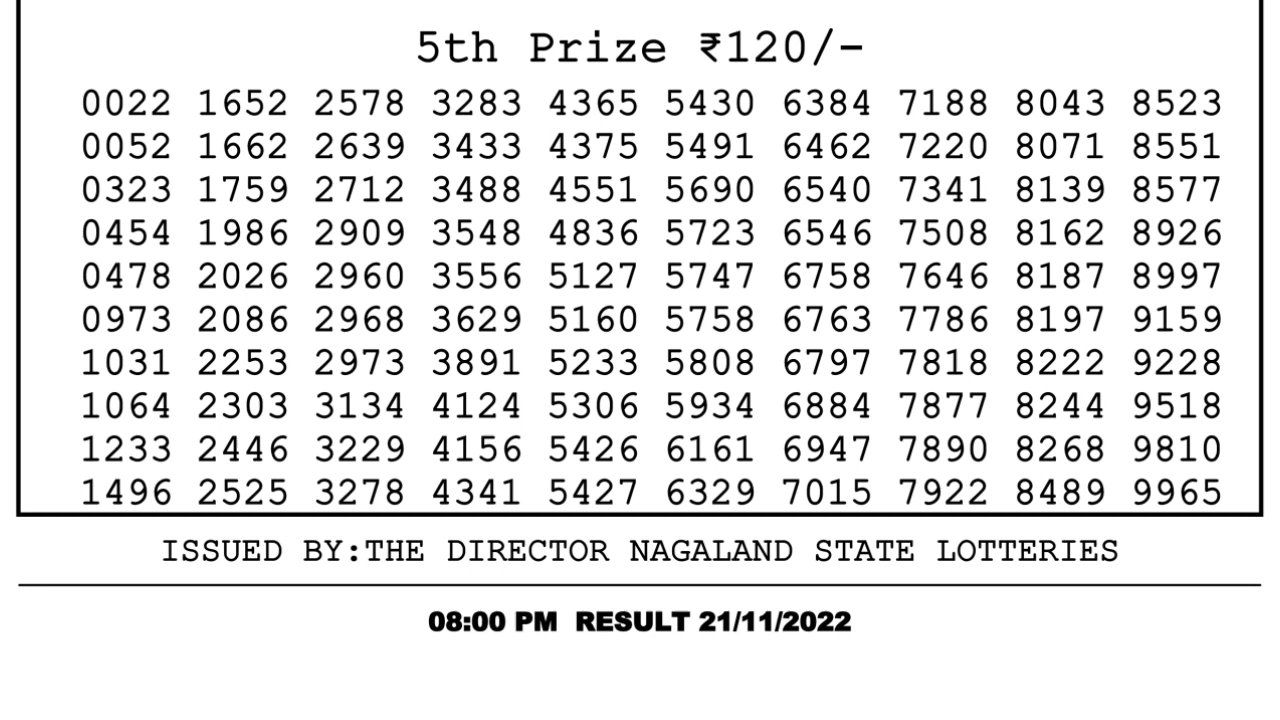 5th Prize ₹120/-
0022 1652 2578 3283 4365 5430 6384 7188 8043 8523
0052 1662 2639 3433 4375 5491 6462 7220 8071 8551
0323 1759 2712 3488 4551 5690 6540 7341 8139 8577
0454 1986 2909 3548 4836 5723 6546 7508 8162 8926
0478 2026 2960 3556 5127 5747 6758 7646 8187 8997
0973 2086 2968 3629 5160 5758 6763 7786 8197 9159
1031 2253 2973 3891 5233 5808 6797 7818 8222 9228
1064 2303 3134 4124 5306 5934 6884 7877 8244 9518
1233 2446 3229 4156 5426 6161 6947 7890 8268 9810
1496 2525 3278 4341 5427 6329 7015 7922 8489 9965
ISSUED BY:THE DIRECTOR NAGALAND STATE LOTTERIES
08:00 PM RESULT 21/11/2022